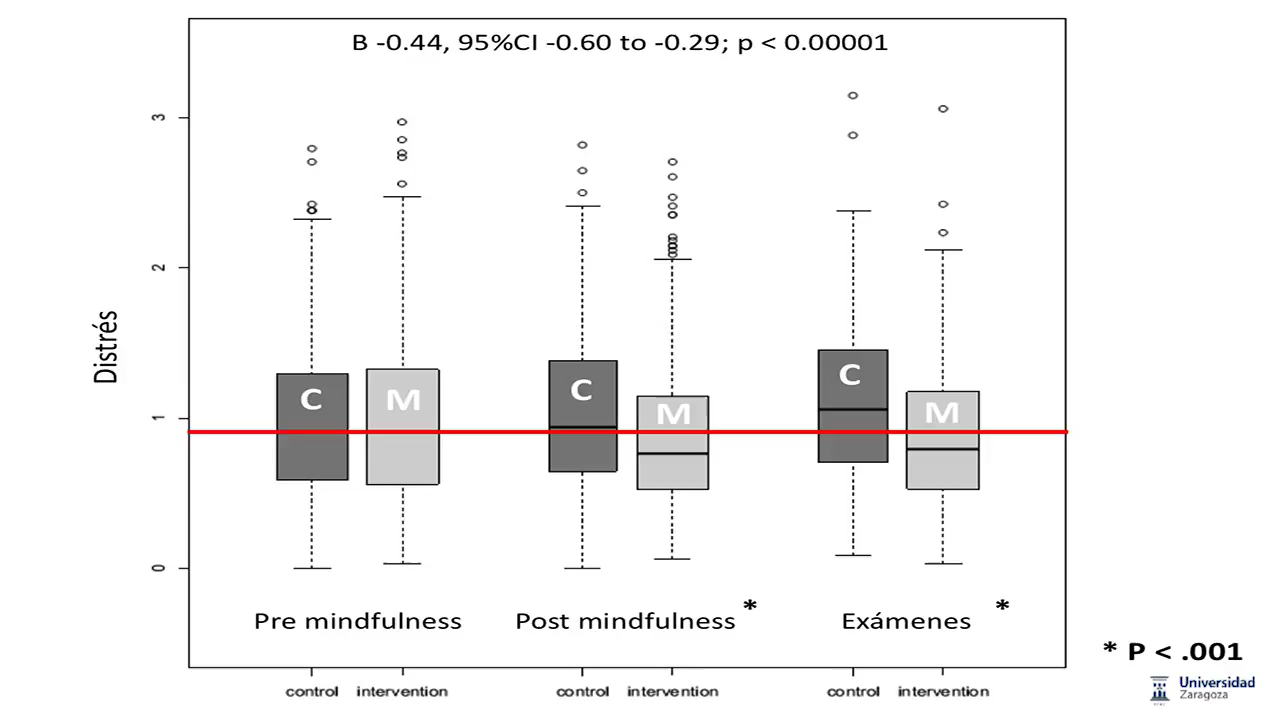 B -0.44, 95%CI -0.60 to -0.29; p < 0.00001
3
2
1
0
Distrés
C
M
C
M
C
M
Pre mindfulness
Post mindfulness *
Exámenes *
* P < .001
control intervention control intervention control intervention
Universidad
Zaragoza